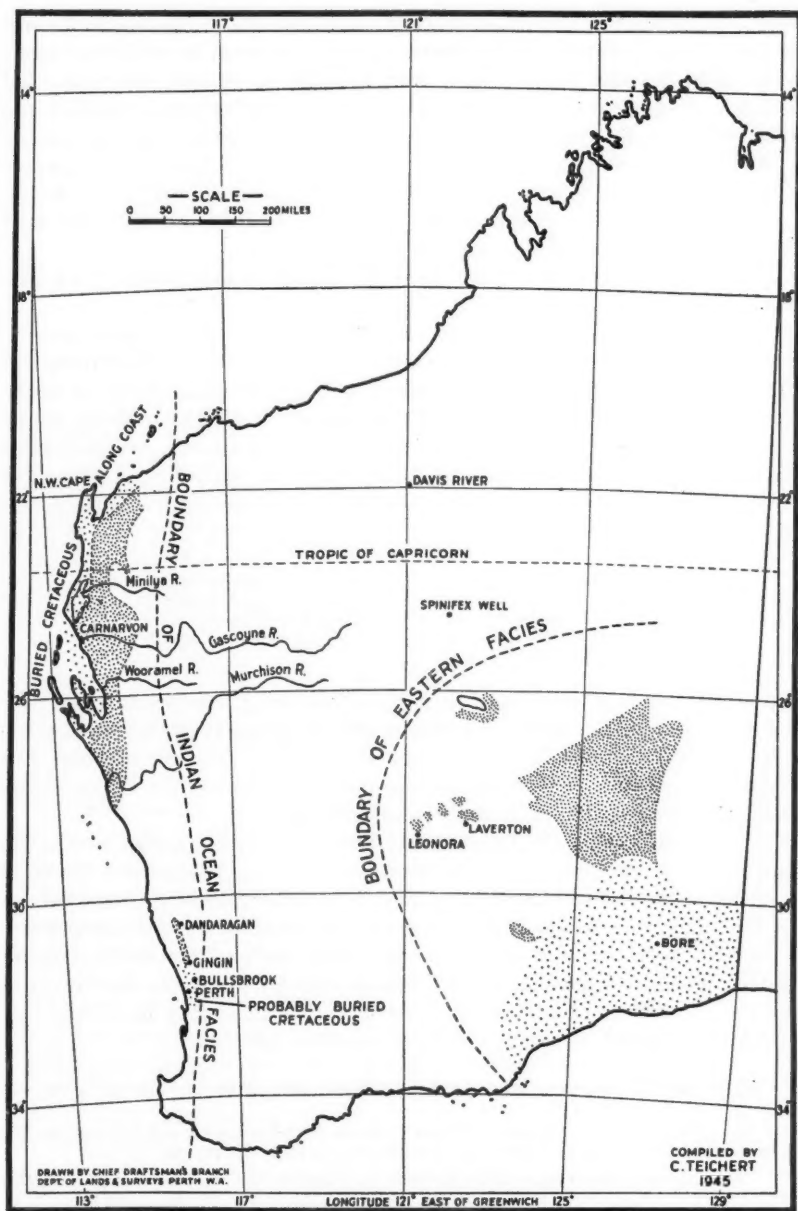 117° 121° 125°
14° 14°
— SCALE —
0 50 100 150 200 MILES
18° 18°
BURIED CRETACEOUS ALONG COAST
N.W. CAPE
BOUNDARY OF INDIAN OCEAN FACIES
DAVIS RIVER
22° 22°
TROPIC OF CAPRICORN
Minilya R.
SPINIFEX WELL
CARNARVON
Gascoyne R.
BOUNDARY OF EASTERN FACIES
Wooramel R.
Murchison R.
26° 26°
LAVERTON
LEONORA
30° 30°
DANDARAGAN
BORE
GINGIN
BULLSBROOK
PERTH
PROBABLY BURIED
CRETACEOUS
34° 34°
DRAWN BY CHIEF DRAFTSMAN'S BRANCH
DEPT. OF LANDS & SURVEYS PERTH W.A.
COMPILED BY
C. TEICHERT
1945
113° 117° LONGITUDE 121° EAST OF GREENWICH 125° 129°